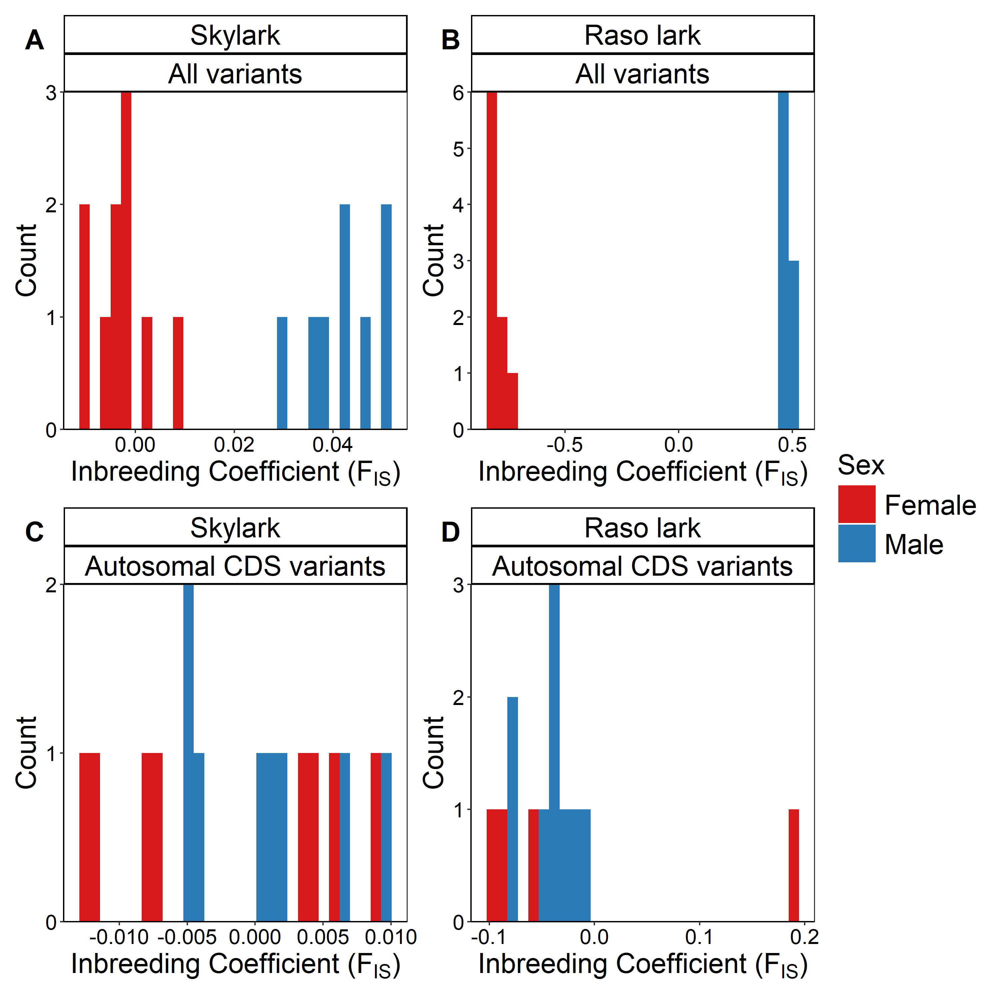 A
Skylark
All variants
3
2
1
0
Count
0.00 0.02 0.04
Inbreeding Coefficient (FIS)
B
Raso lark
All variants
6
5
4
3
2
1
0
Count
-0.5 0.0 0.5
Inbreeding Coefficient (FIS)
C
Skylark
Autosomal CDS variants
2
1
0
Count
-0.010 -0.005 0.000 0.005 0.010
Inbreeding Coefficient (FIS)
D
Raso lark
Autosomal CDS variants
3
2
1
0
Count
-0.1 0.0 0.1 0.2
Inbreeding Coefficient (FIS)
Sex
Female
Male